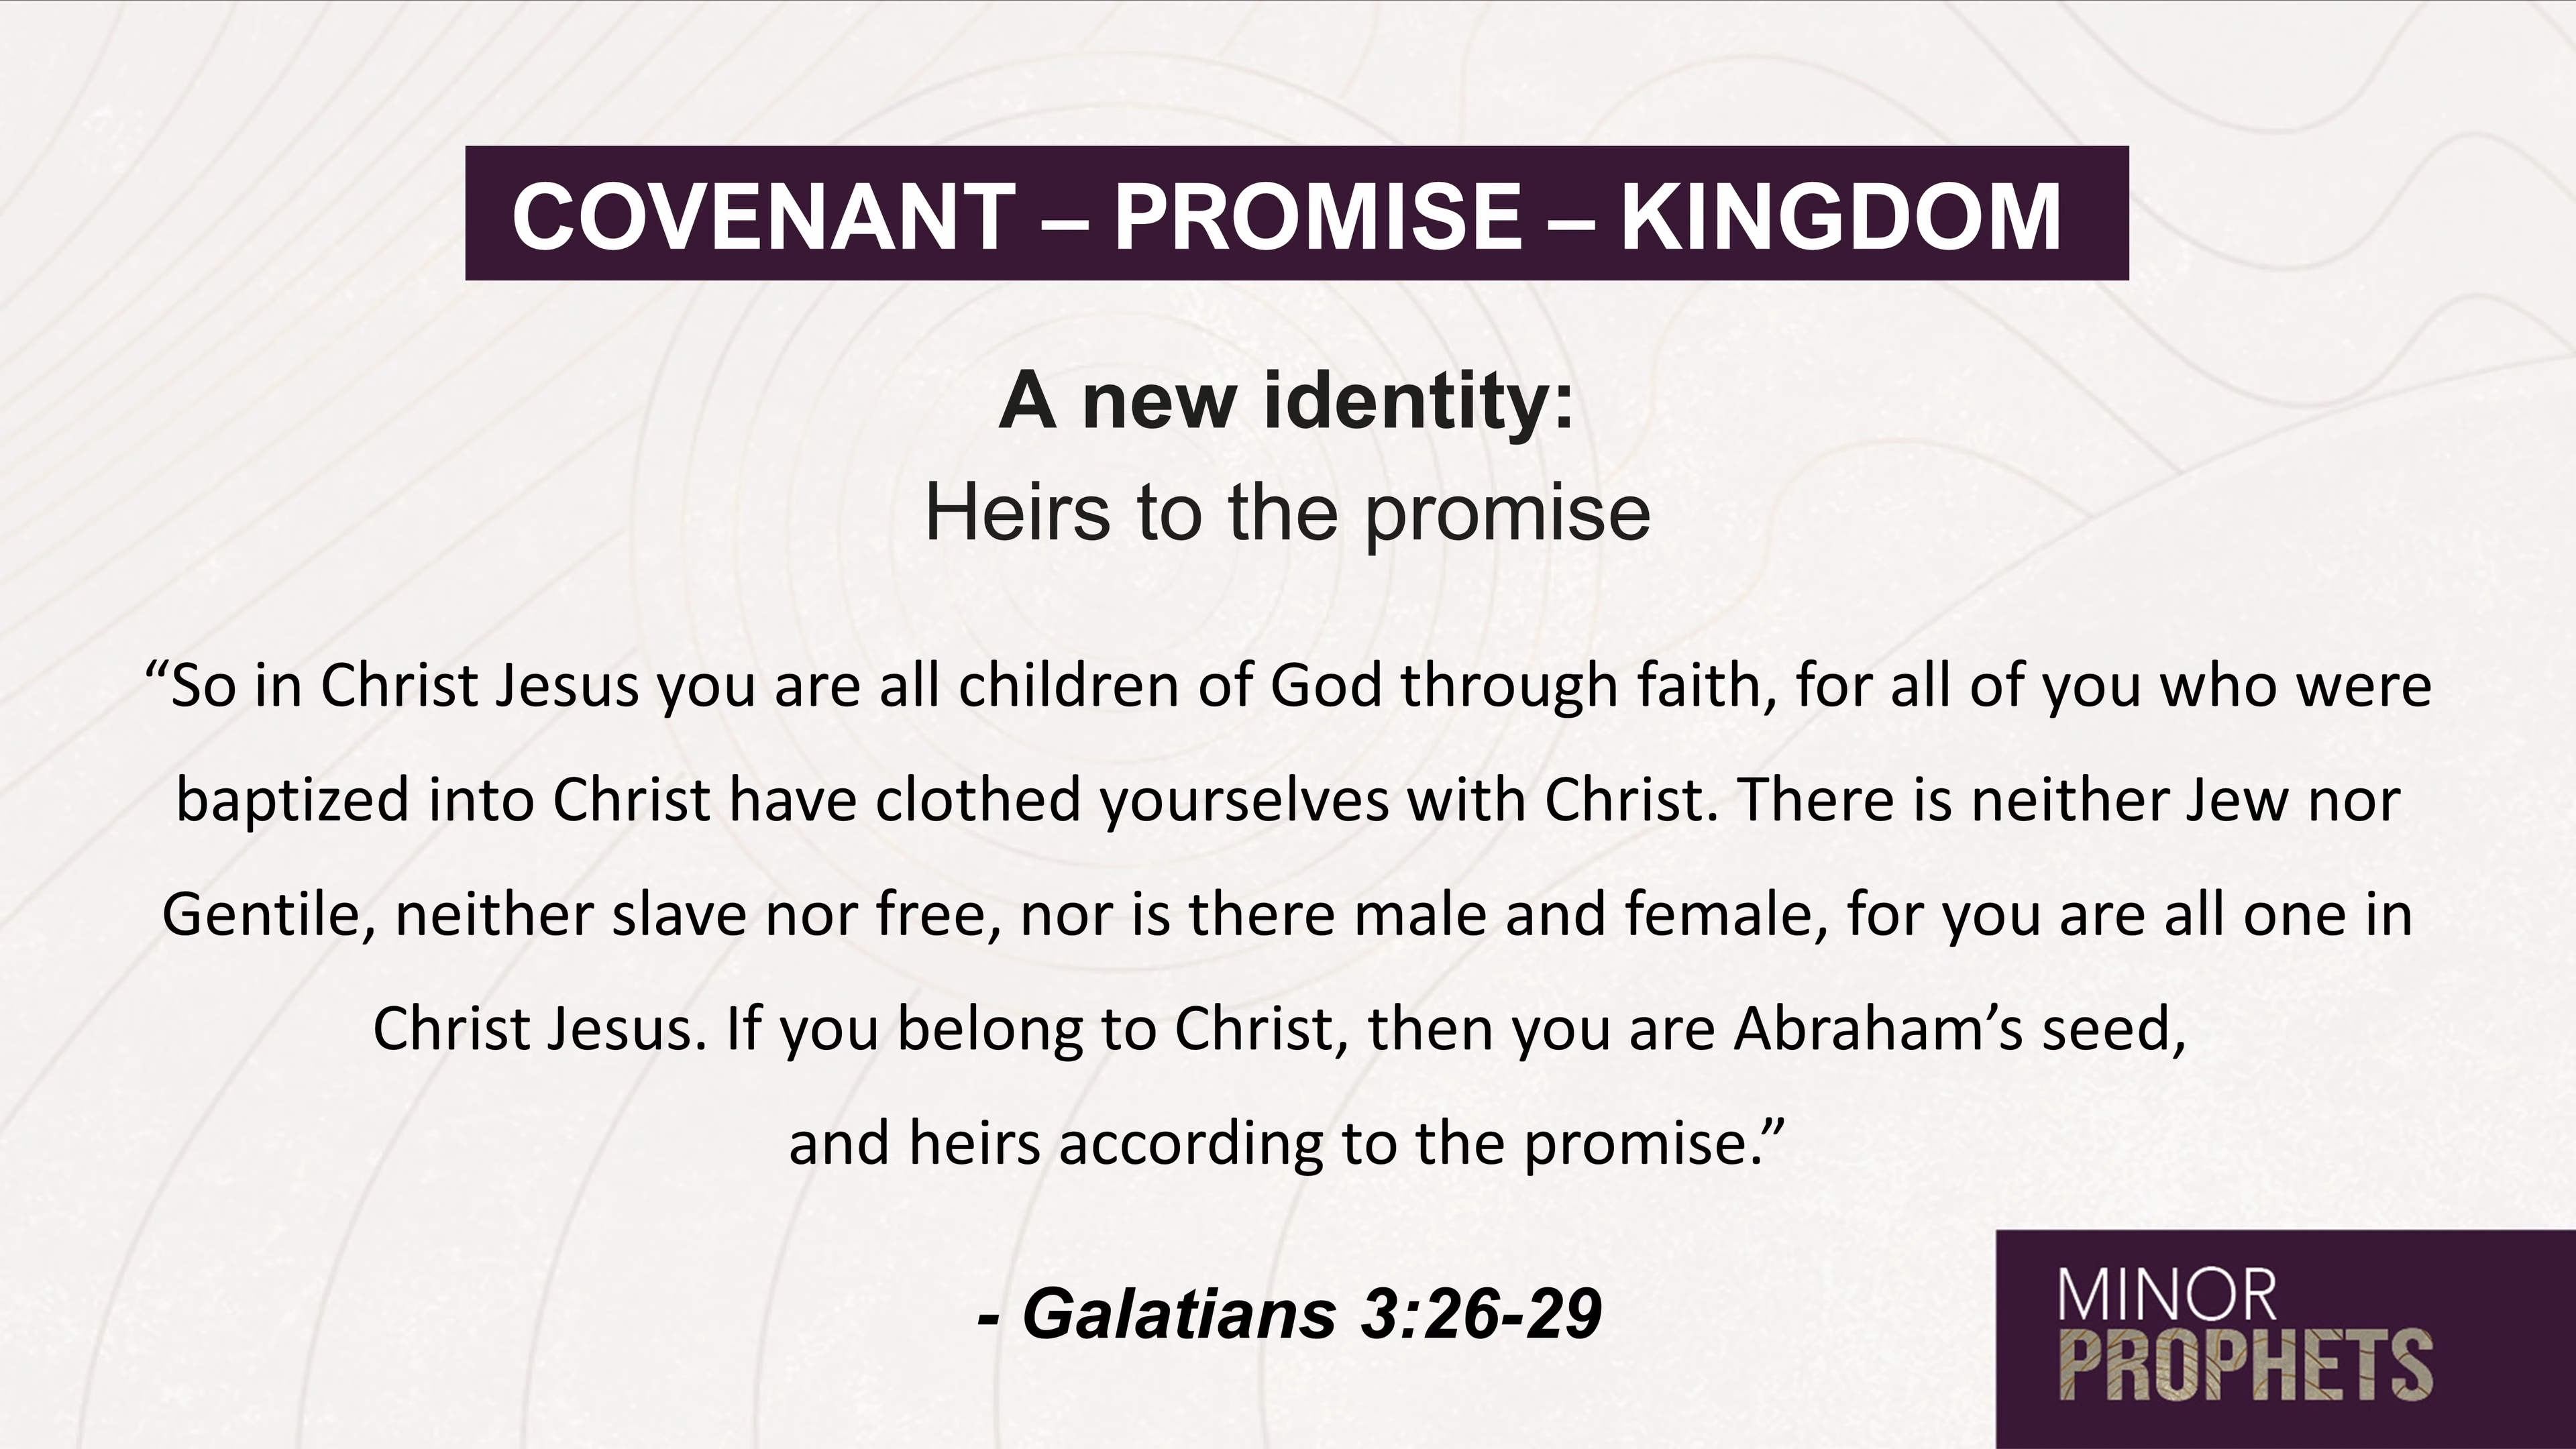 COVENANT – PROMISE – KINGDOM
A new identity:
Heirs to the promise
“So in Christ Jesus you are all children of God through faith, for all of you who were
baptized into Christ have clothed yourselves with Christ. There is neither Jew nor
Gentile, neither slave nor free, nor is there male and female, for you are all one in
Christ Jesus. If you belong to Christ, then you are Abraham’s seed,
and heirs according to the promise.”
- Galatians 3:26-29
MINOR
PROPHETS